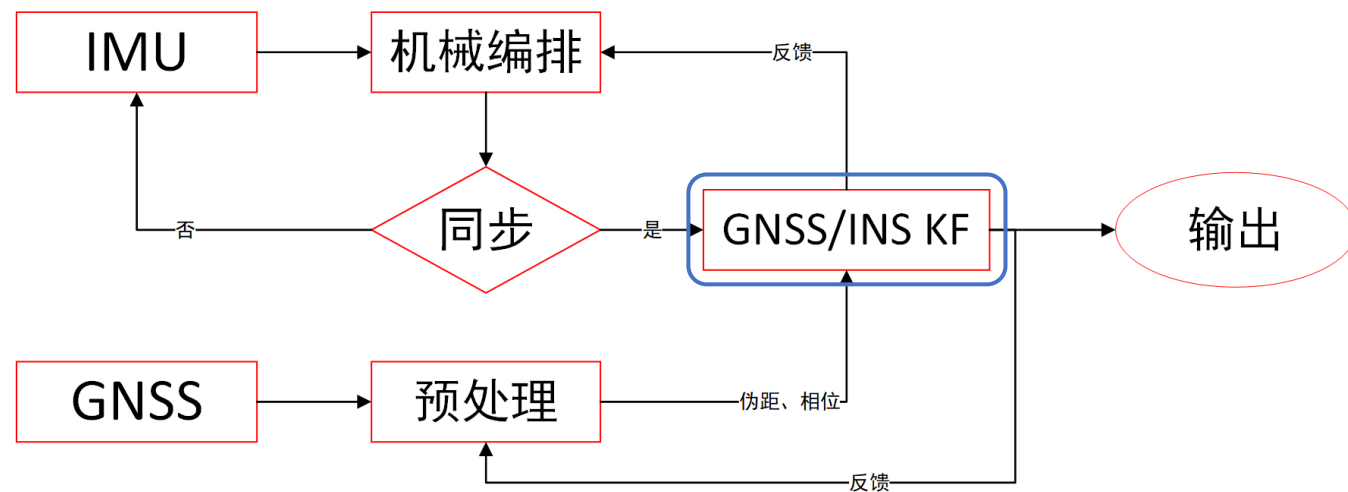 IMU
机械编排
反馈
否
同步
是
GNSS/INS KF
输出
GNSS
预处理
伪距、相位
反馈